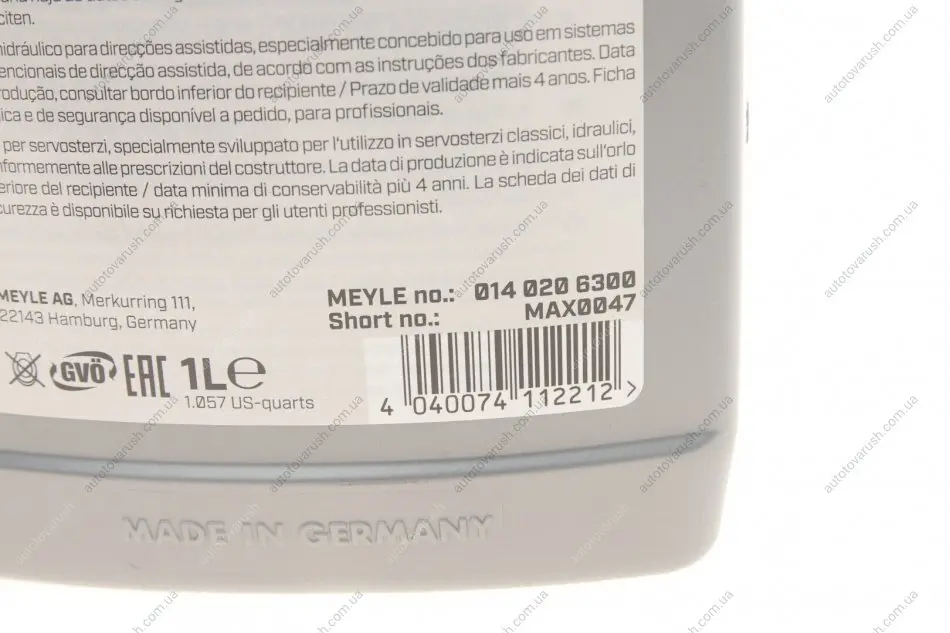 citen.
hidráulico para direcções assistidas, especialmente concebido para uso em sistemas
encionais de direcção assistida, de acordo com as instruções dos fabricantes. Data
rodução, consultar bordo inferior do recipiente / Prazo de validade mais 4 anos. Ficha
ica e de segurança disponível a pedido, para profissionais.
per servosterzi, specialmente sviluppato per l'utilizzo in servosterzi classici, idraulici,
nformemente alle prescrizioni del costruttore. La data di produzione è indicata sull'orlo
eriore del recipiente / data minima di conservabilità più 4 anni. La scheda dei dati di
curezza è disponibile su richiesta per gli utenti professionisti.
MEYLE AG, Merkurring 111,
22143 Hamburg, Germany
MEYLE no.: 014 020 6300
Short no.: MAX0047
GVÖ EAC 1L℮
1.057 US-quarts
4 040074 112212 >
MADE IN GERMANY
autotovarush.com.ua